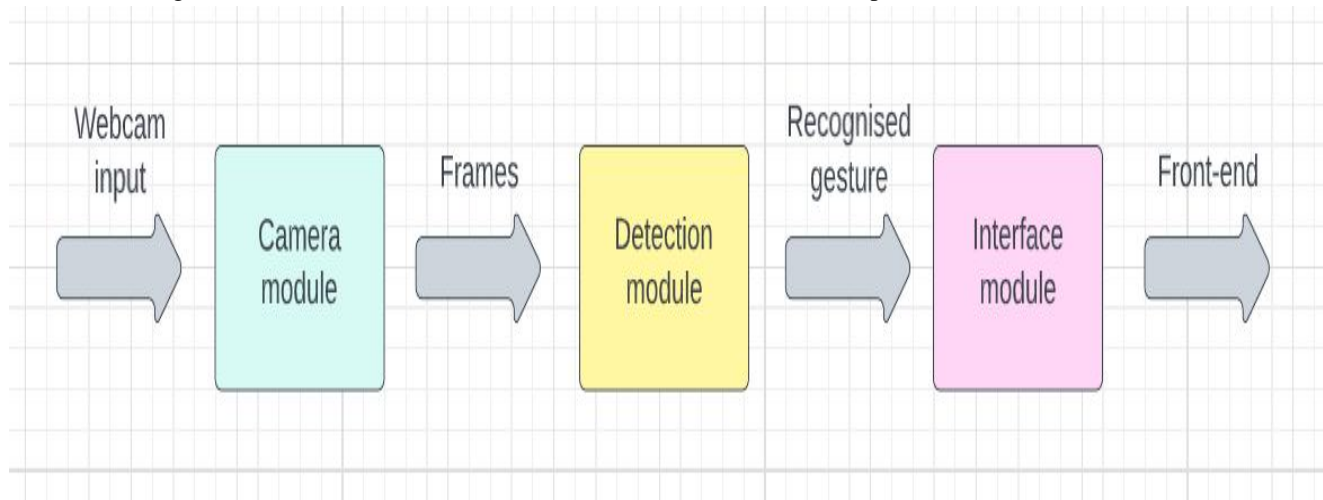 Webcam
input
Camera
module
Frames
Detection
module
Recognised
gesture
Interface
module
Front-end